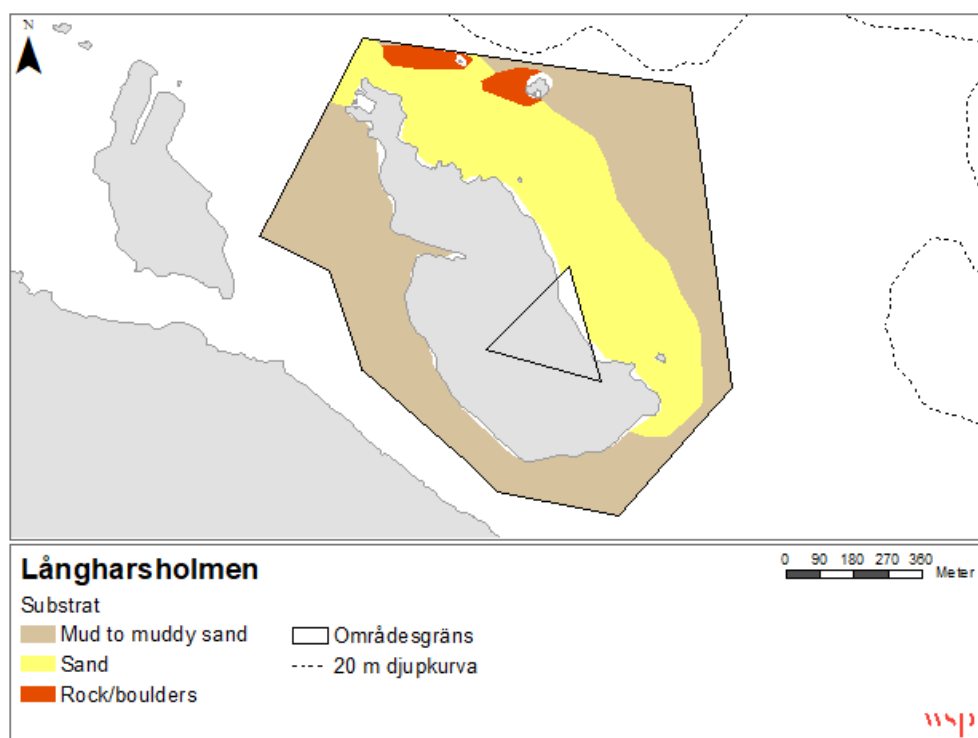 N
Långharsholmen
Substrat
Mud to muddy sand
Sand
Rock/boulders
Områdesgräns
20 m djupkurva
0 90 180 270 360
Meter
wsp